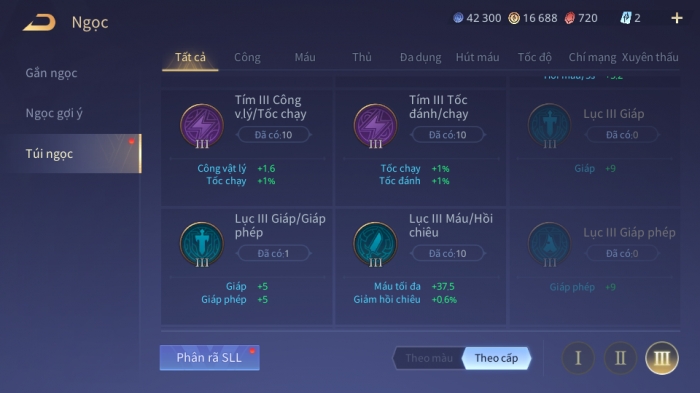 Ngọc
42 300
16 688
720
2
+
Gắn ngọc
Ngọc gợi ý
Túi ngọc
Tất cả
Công
Máu
Thủ
Đa dụng
Hút máu
Tốc độ
Chí mạng
Xuyên thấu
Hồi máu/5s +5.2
Tím III Công
v.lý/Tốc chạy
Đã có:10
III
Công vật lý +1.6
Tốc chạy +1%
Tím III Tốc
đánh/chạy
Đã có:10
III
Tốc chạy +1%
Tốc đánh +1%
Lục III Giáp
Đã có:0
III
Giáp +9
Lục III Giáp/Giáp
phép
Đã có:1
III
Giáp +5
Giáp phép +5
Lục III Máu/Hồi
chiêu
Đã có:10
III
Máu tối đa +37.5
Giảm hồi chiêu +0.6%
Lục III Giáp phép
Đã có:0
III
Giáp phép +9
Phân rã SLL
Theo màu
Theo cấp
I
II
III